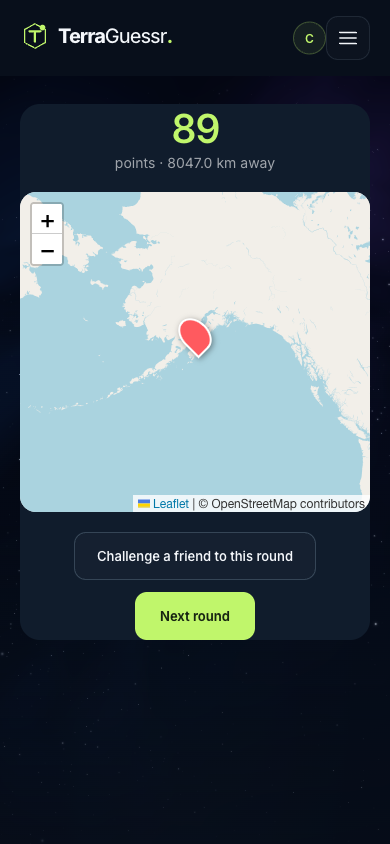 TerraGuessr.
C
89
points · 8047.0 km away
+
−
Leaflet | © OpenStreetMap contributors
Challenge a friend to this round
Next round